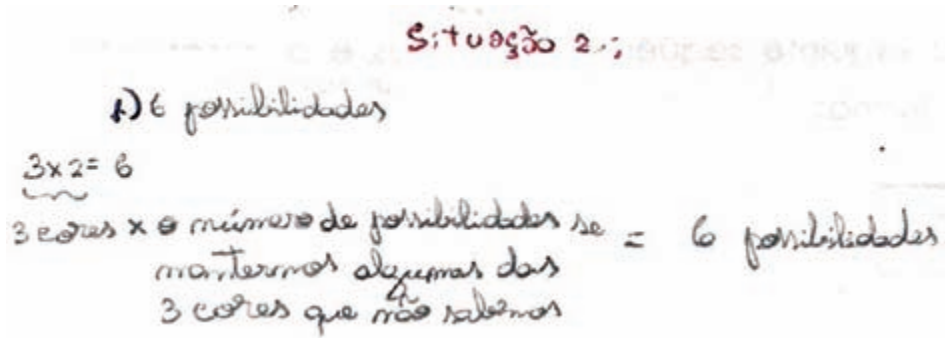 Situação 2:
1) 6 possibilidades
3x2= 6
3 cores x o número de possibilidades se = 6 possibilidades
mantermos algumas das
3 cores que não sabemos